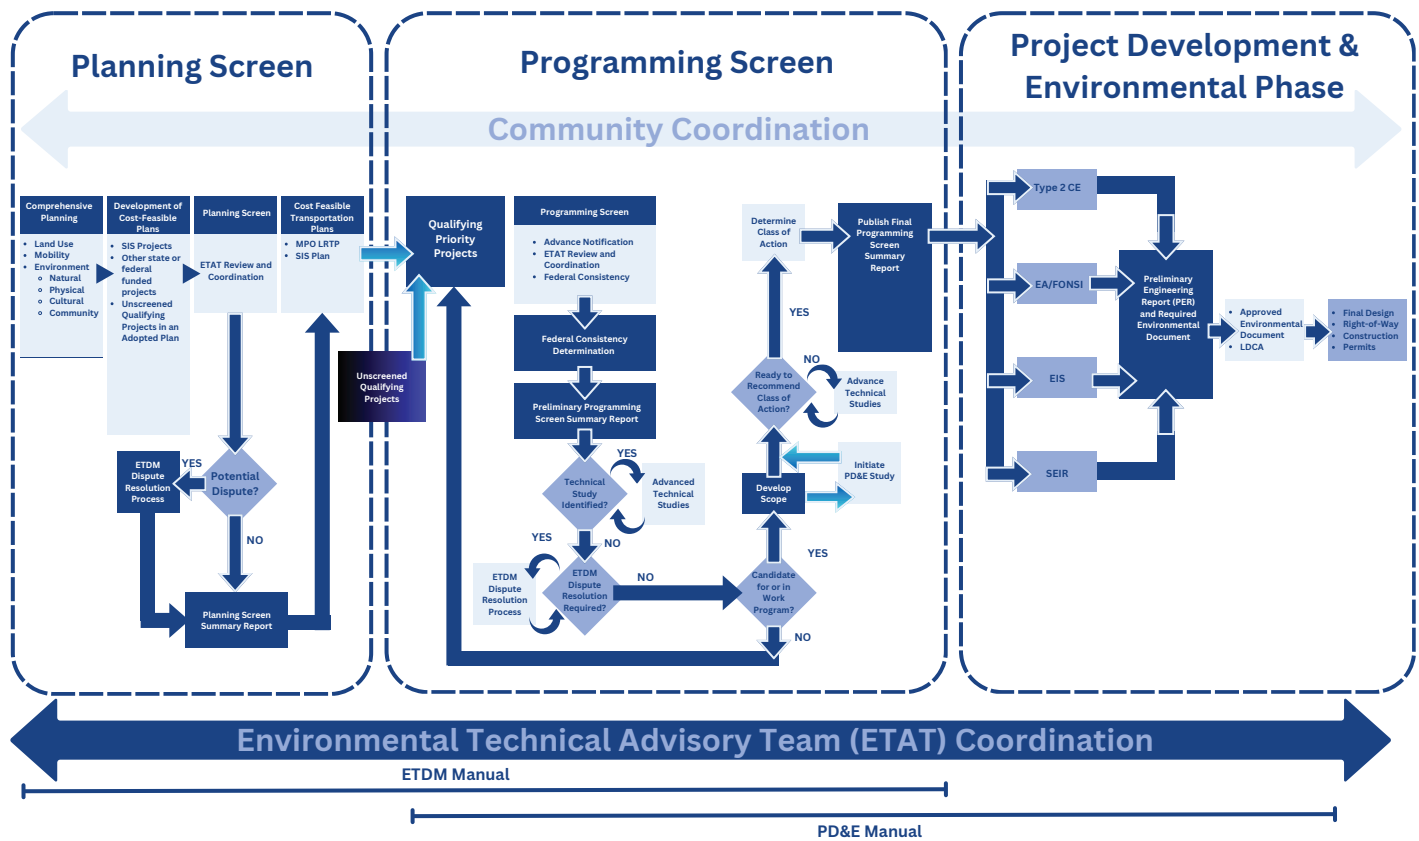 Planning Screen
Programming Screen
Project Development &
Environmental Phase
Community Coordination
Comprehensive
Planning
• Land Use
• Mobility
• Environment
◦ Natural
◦ Physical
◦ Cultural
◦ Community
Development of
Cost-Feasible
Plans
• SIS Projects
• Other state or
federal
funded
projects
• Unscreened
Qualifying
Projects in an
Adopted Plan
Planning Screen
ETAT Review and
Coordination
Cost Feasible
Transportation
Plans
• MPO LRTP
• SIS Plan
Unscreened
Qualifying
Projects
ETDM
Dispute
Resolution
Process
YES
Potential
Dispute?
NO
Planning Screen
Summary Report
Qualifying
Priority
Projects
Programming Screen
• Advance Notification
• ETAT Review and
Coordination
• Federal Consistency
Federal Consistency
Determination
Preliminary Programming
Screen Summary Report
Technical
Study
Identified?
YES
Advanced
Technical
Studies
NO
YES
ETDM
Dispute
Resolution
Process
ETDM
Dispute
Resolution
Required?
NO
Candidate
for or in
Work
Program?
NO
YES
Develop
Scope
Initiate
PD&E Study
Ready to
Recommend
Class of
Action?
NO
Advance
Technical
Studies
YES
Determine
Class of
Action
Publish Final
Programming
Screen
Summary
Report
Type 2 CE
EA/FONSI
EIS
SEIR
Preliminary
Engineering
Report (PER)
and Required
Environmental
Document
• Approved
Environmental
Document
• LDCA
• Final Design
• Right-of-Way
• Construction
Permits
Environmental Technical Advisory Team (ETAT) Coordination
ETDM Manual
PD&E Manual